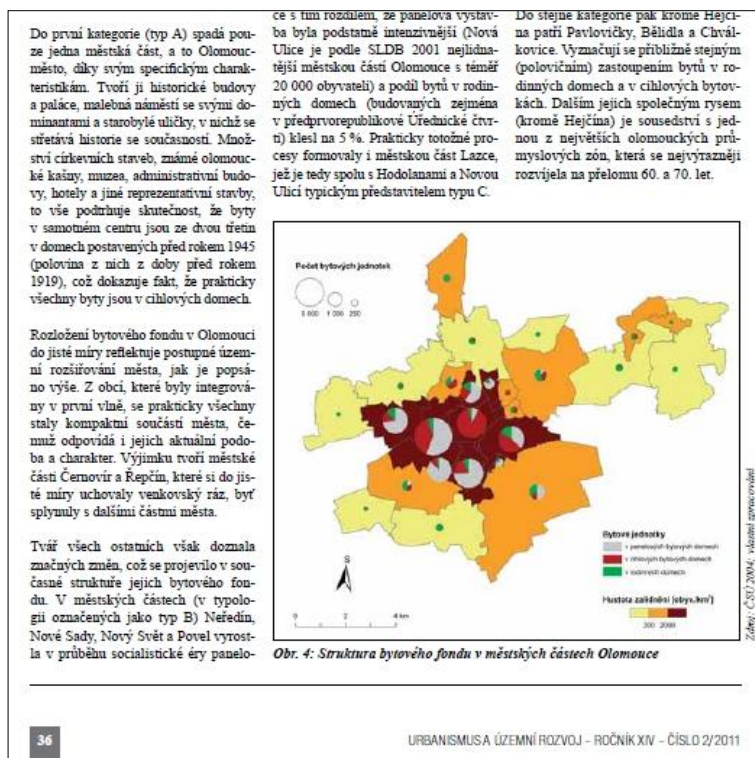 Do první kategorie (typ A) spadá pou-
ze jedna městská část, a to Olomouc-
město, díky svým specifickým charak-
teristikám. Tvoří ji historické budovy
a paláce, malebná náměstí se svými do-
minantami a starobylé uličky, v nichž se
střetává historie se současností. Množ-
ství církevních staveb, známé olomouc-
ké kašny, muzea, administrativní budo-
vy, hotely a jiné reprezentativní stavby,
to vše podtrhuje skutečnost, že byty
v samotném centru jsou ze dvou třetin
v domech postavených před rokem 1945
(polovina z nich z doby před rokem
1919), což dokazuje fakt, že prakticky
všechny byty jsou v cihlových domech.
Rozložení bytového fondu v Olomouci
do jisté míry reflektuje postupné územ-
ní rozšiřování města, jak je popsá-
no výše. Z obcí, které byly integrová-
ny v první vlně, se prakticky všechny
staly kompaktní součástí města, če-
muž odpovídá i jejich aktuální podo-
ba a charakter. Výjimku tvoří městské
části Černovír a Řepčín, které si do jis-
té míry uchovaly venkovský ráz, byť
splynuly s dalšími částmi města.
Tvář všech ostatních však doznala
značných změn, což se projevilo v sou-
časné struktuře jejich bytového fon-
du. V městských částech (v typolo-
gii označených jako typ B) Neředín,
Nové Sady, Nový Svět a Povel vyrost-
la v průběhu socialistické éry panelo-
ce s tím rozdílem, že panelová výstav-
ba byla podstatně intenzivnější (Nová
Ulice je podle SLDB 2001 nejlidna-
tější městskou částí Olomouce s téměř
20 000 obyvateli) a podíl bytů v rodin-
ných domech (budovaných zejména
v předprvorepublikové Úřednické čtvr-
ti) klesl na 5 %. Prakticky totožné pro-
cesy formovaly i městskou část Lazce,
jež je tedy spolu s Hodolanami a Novou
Ulicí typickým představitelem typu C.
Do stejné kategorie pak kromě Hejčí-
na patří Pavlovičky, Bělidla a Chvál-
kovice. Vyznačují se přibližně stejným
(polovičním) zastoupením bytů v ro-
dinných domech a v cihlových bytov-
kách. Dalším jejich společným rysem
(kromě Hejčína) je sousedství s jed-
nou z největších olomouckých prů-
myslových zón, která se nejvýrazněji
rozvíjela na přelomu 60. a 70. let.
Počet bytových jednotek
5 000 1 000 200
S
0 2 4 km
Bytové jednotky
v panelových bytových domech
v cihlových bytových domech
v rodinných domech
Hustota zalidnění [obyv./km²]
200 2000
Zdroj: ČSÚ 2004; vlastní zpracování
Obr. 4: Struktura bytového fondu v městských částech Olomouce
36
URBANISMUS A ÚZEMNÍ ROZVOJ – ROČNÍK XIV – ČÍSLO 2/2011